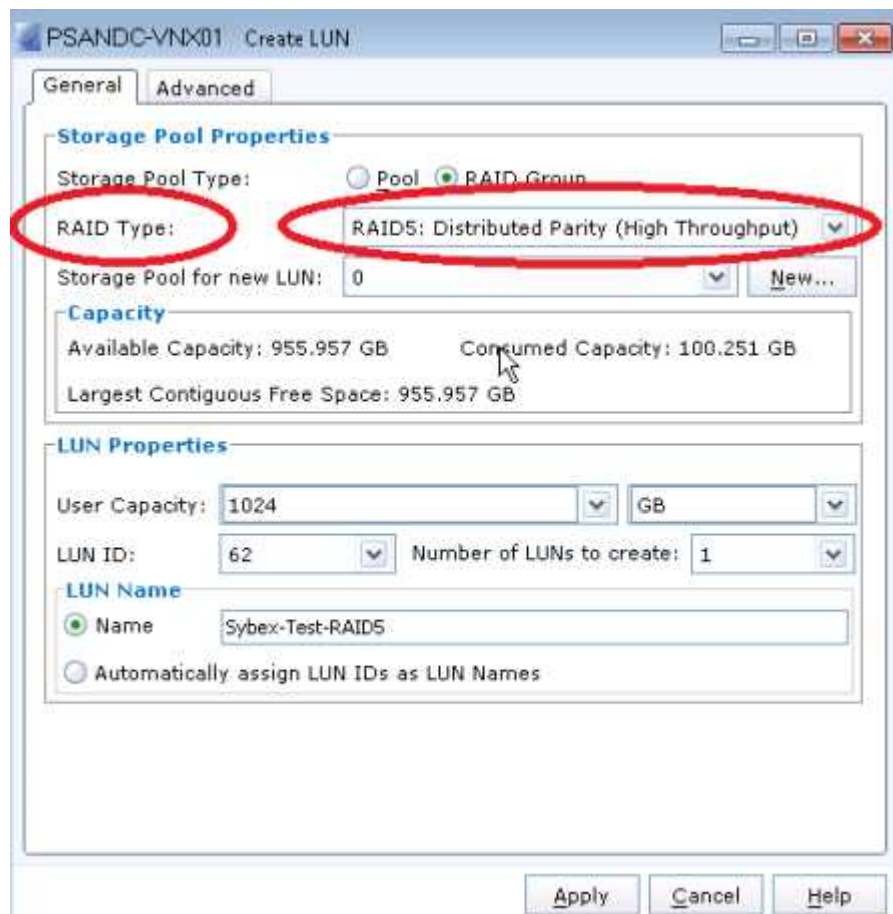 PSANDC-VNX01 Create LUN
General Advanced
Storage Pool Properties
Storage Pool Type: Pool RAID Group
RAID Type: RAID5: Distributed Parity (High Throughput)
Storage Pool for new LUN: 0 New...
Capacity
Available Capacity: 955.957 GB Consumed Capacity: 100.251 GB
Largest Contiguous Free Space: 955.957 GB
LUN Properties
User Capacity: 1024 GB
LUN ID: 62 Number of LUNs to create: 1
LUN Name
Name Sybex-Test-RAID5
Automatically assign LUN IDs as LUN Names
Apply Cancel Help